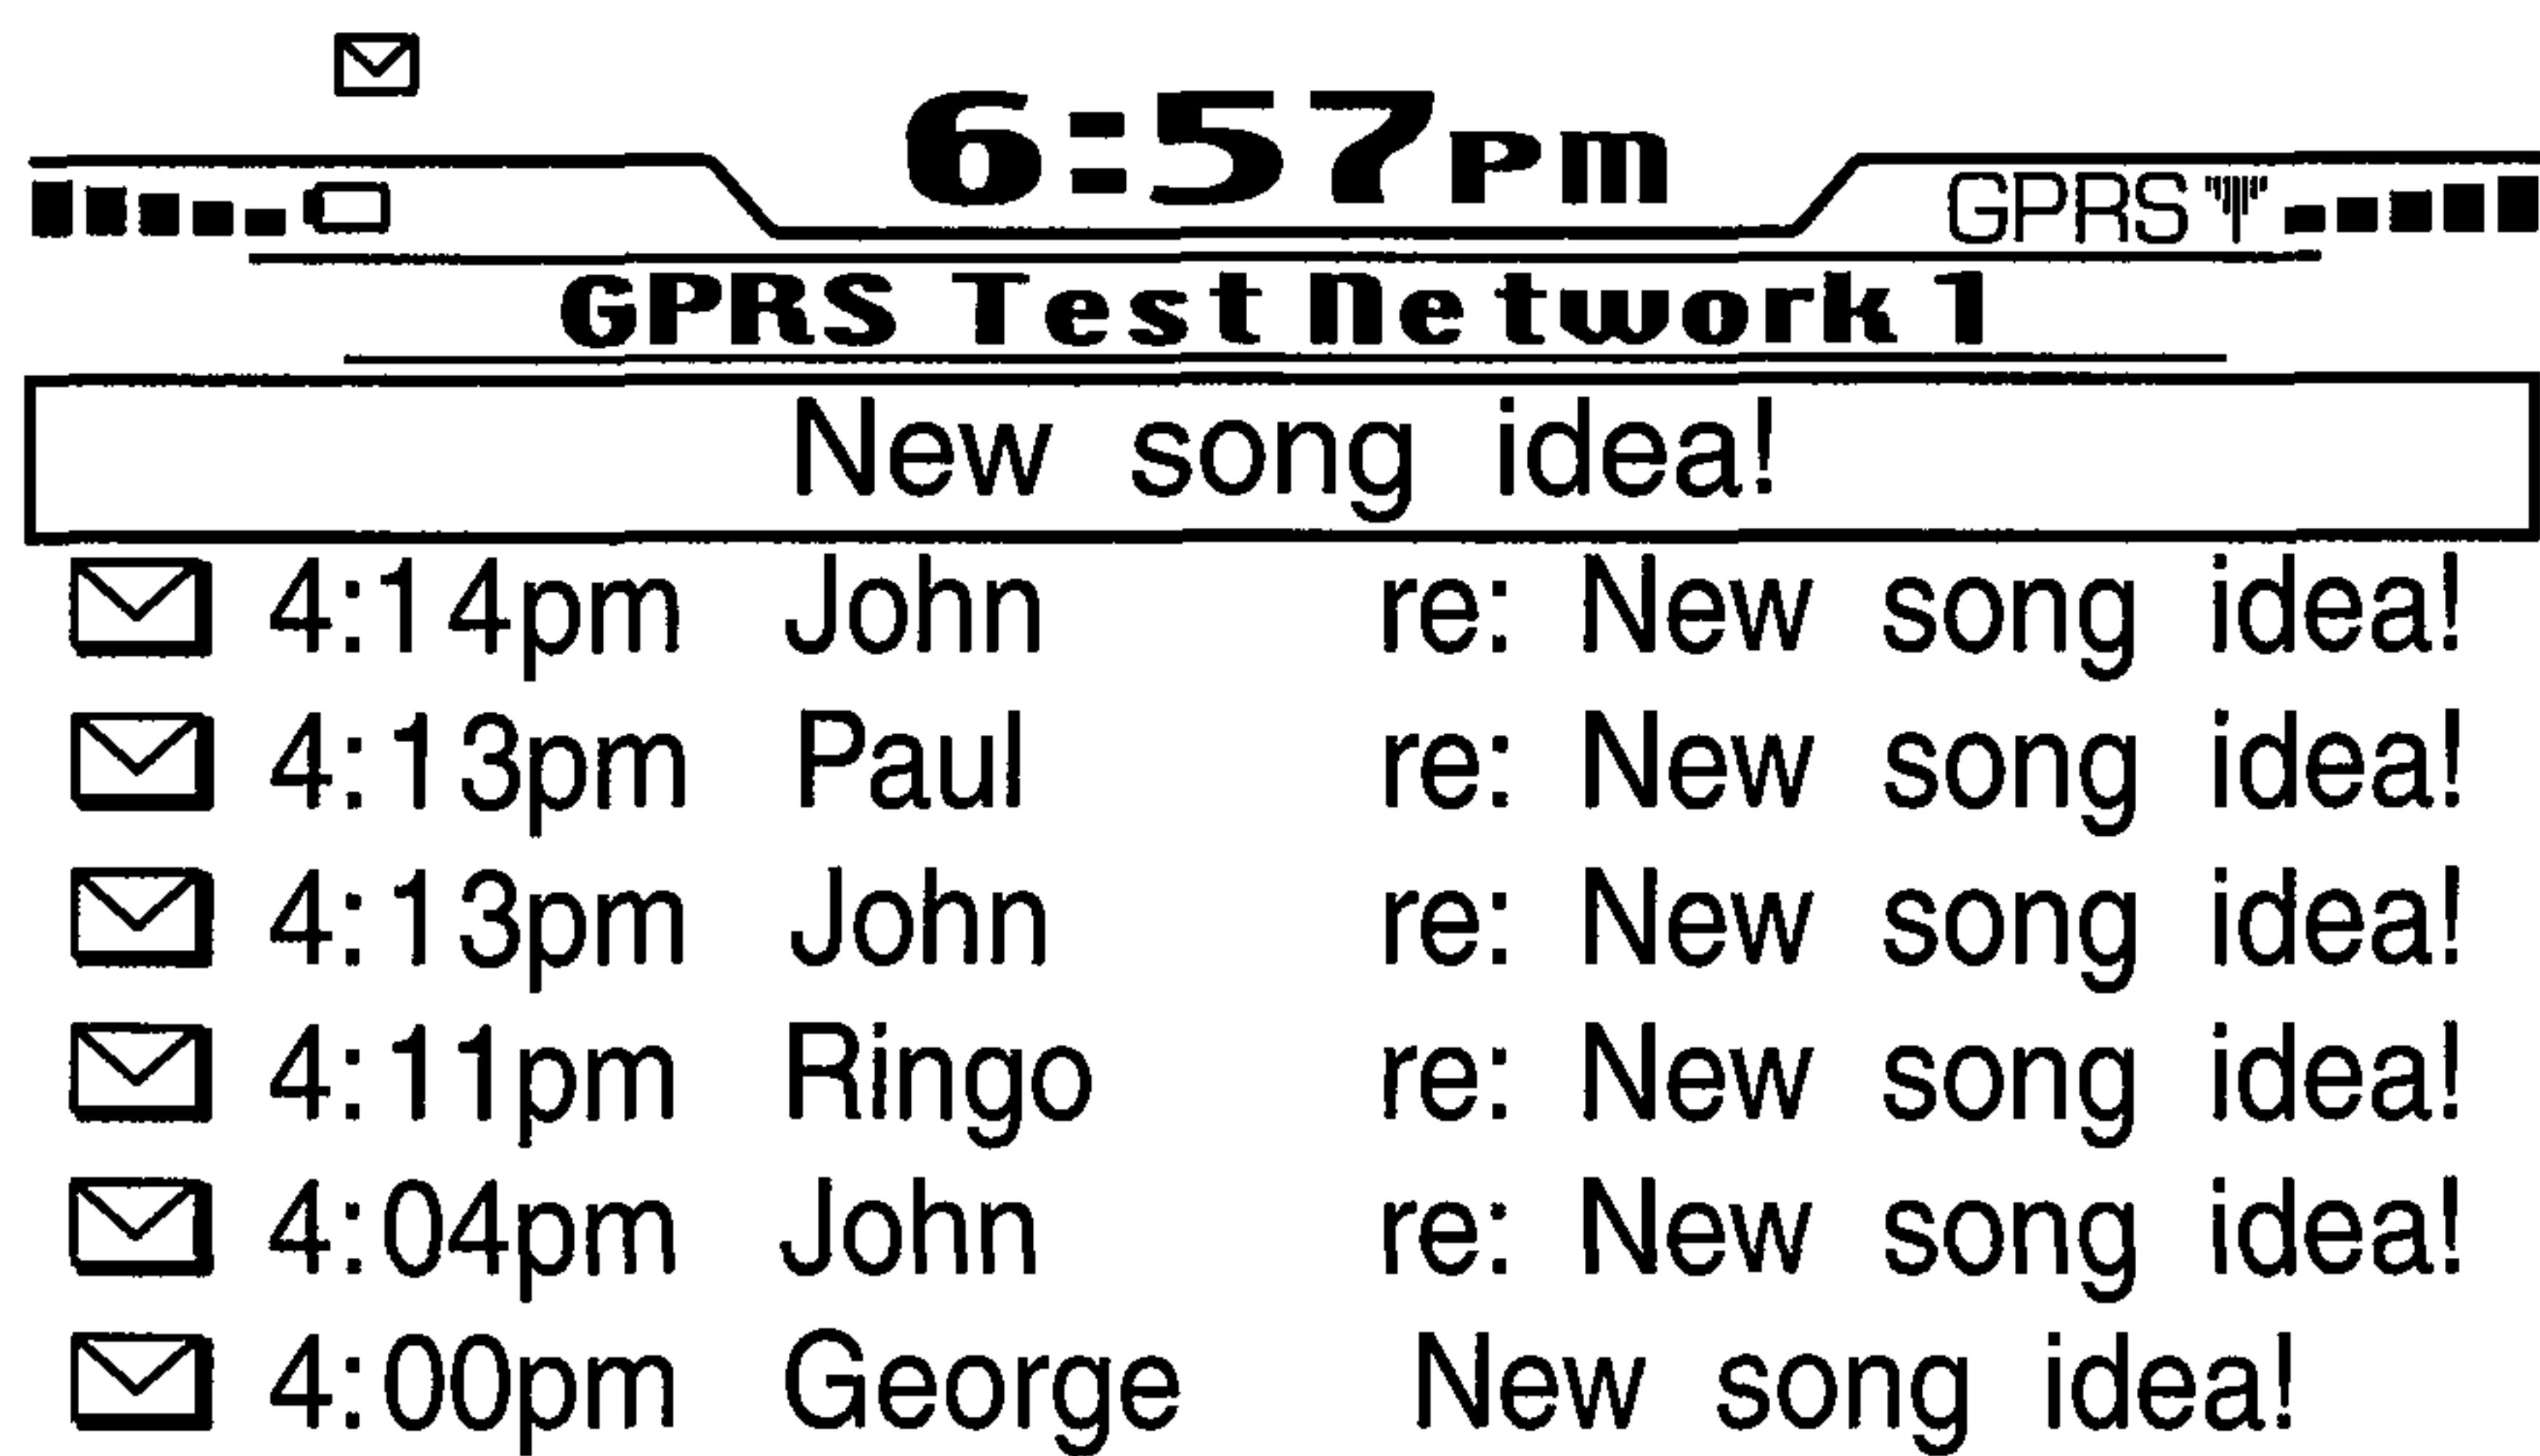 6:57pm
GPRS
GPRS Test Network 1
New song idea!
4:14pm John re: New song idea!
4:13pm Paul re: New song idea!
4:13pm John re: New song idea!
4:11pm Ringo re: New song idea!
4:04pm John re: New song idea!
4:00pm George New song idea!